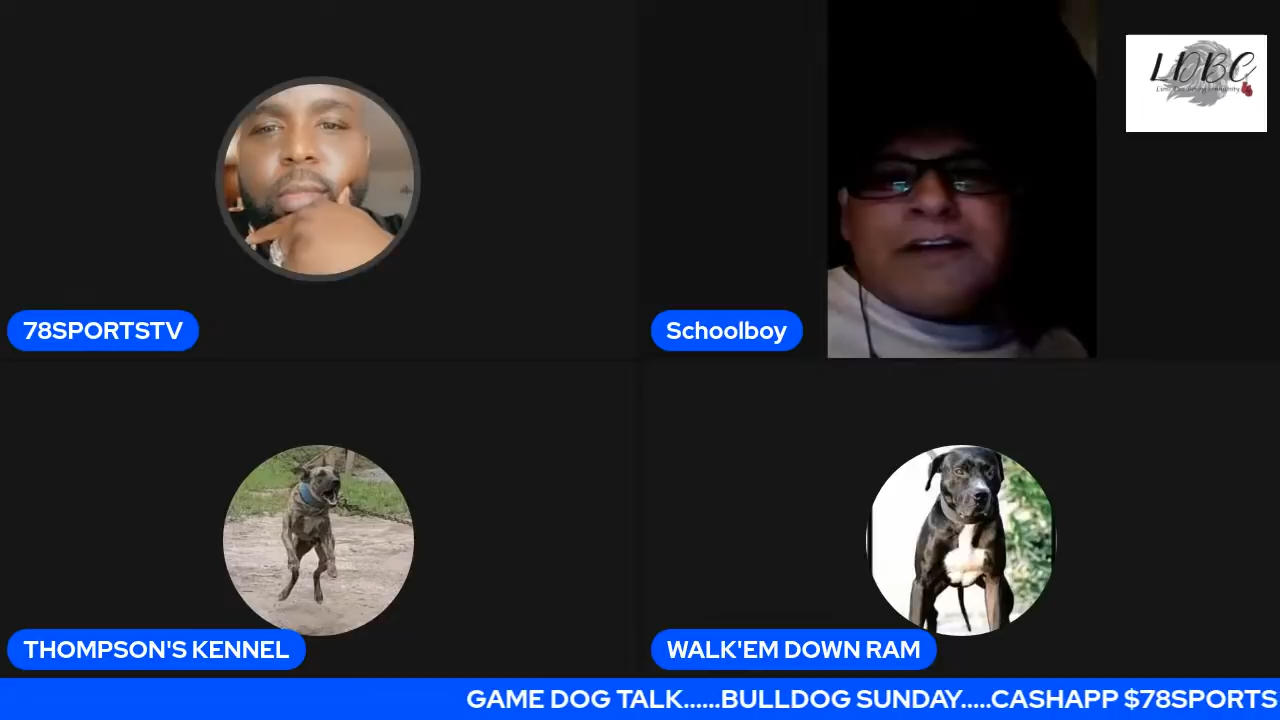 LDBC
78SPORTSTV
Schoolboy
THOMPSON'S KENNEL
WALK'EM DOWN RAM
GAME DOG TALK......BULLDOG SUNDAY.....CASHAPP $78SPORTS